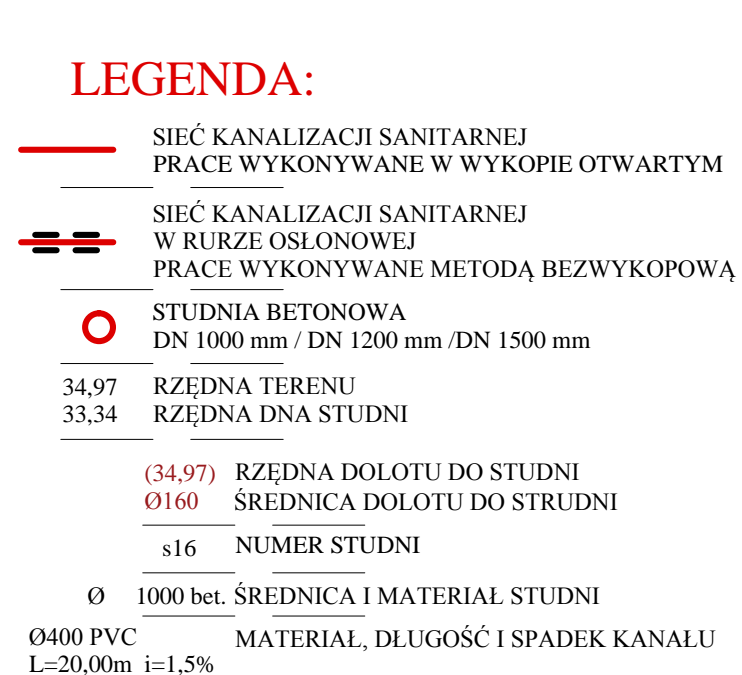 LEGENDA:
SIEĆ KANALIZACJI SANITARNEJ
PRACE WYKONYWANE W WYKOPIE OTWARTYM
SIEĆ KANALIZACJI SANITARNEJ
W RURZE OSŁONOWEJ
PRACE WYKONYWANE METODĄ BEZWYKOPOWĄ
STUDNIA BETONOWA
DN 1000 mm / DN 1200 mm /DN 1500 mm
34,97 RZĘDNA TERENU
33,34 RZĘDNA DNA STUDNI
(34,97) RZĘDNA DOLOTU DO STUDNI
Ø160 ŚREDNICA DOLOTU DO STRUDNI
s16 NUMER STUDNI
Ø 1000 bet. ŚREDNICA I MATERIAŁ STUDNI
Ø400 PVC MATERIAŁ, DŁUGOŚĆ I SPADEK KANAŁU
L=20,00m i=1,5%